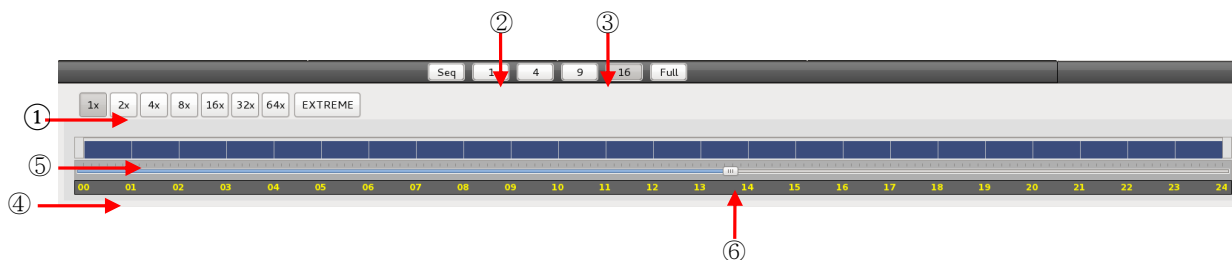 ② ③
Seq 1 4 9 16 Full
1x 2x 4x 8x 16x 32x 64x EXTREME
①
⑤
00 01 02 03 04 05 06 07 08 09 10 11 12 13 14 15 16 17 18 19 20 21 22 23 24
④
⑥